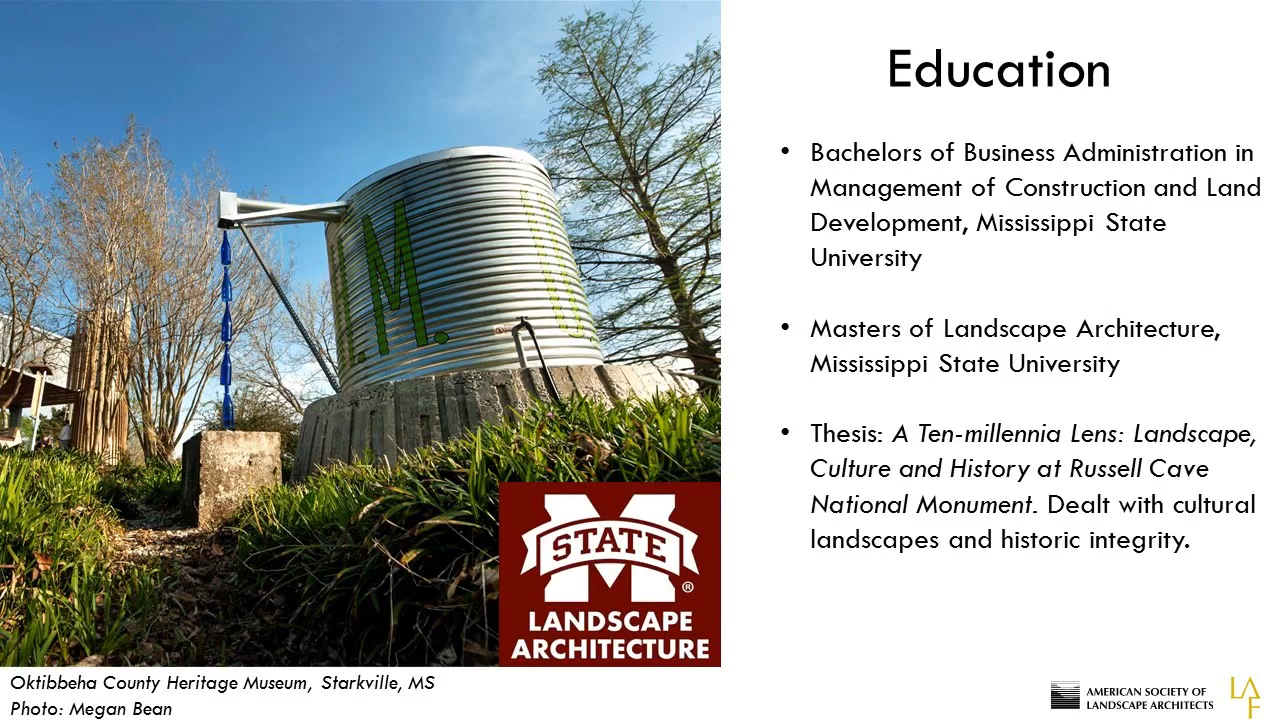 Education
• Bachelors of Business Administration in
Management of Construction and Land
Development, Mississippi State
University
• Masters of Landscape Architecture,
Mississippi State University
• Thesis: A Ten-millennia Lens: Landscape,
Culture and History at Russell Cave
National Monument. Dealt with cultural
landscapes and historic integrity.
.M.
M
STATE
®
LANDSCAPE
ARCHITECTURE
Oktibbeha County Heritage Museum, Starkville, MS
Photo: Megan Bean
AMERICAN SOCIETY OF
LANDSCAPE ARCHITECTS
LAF